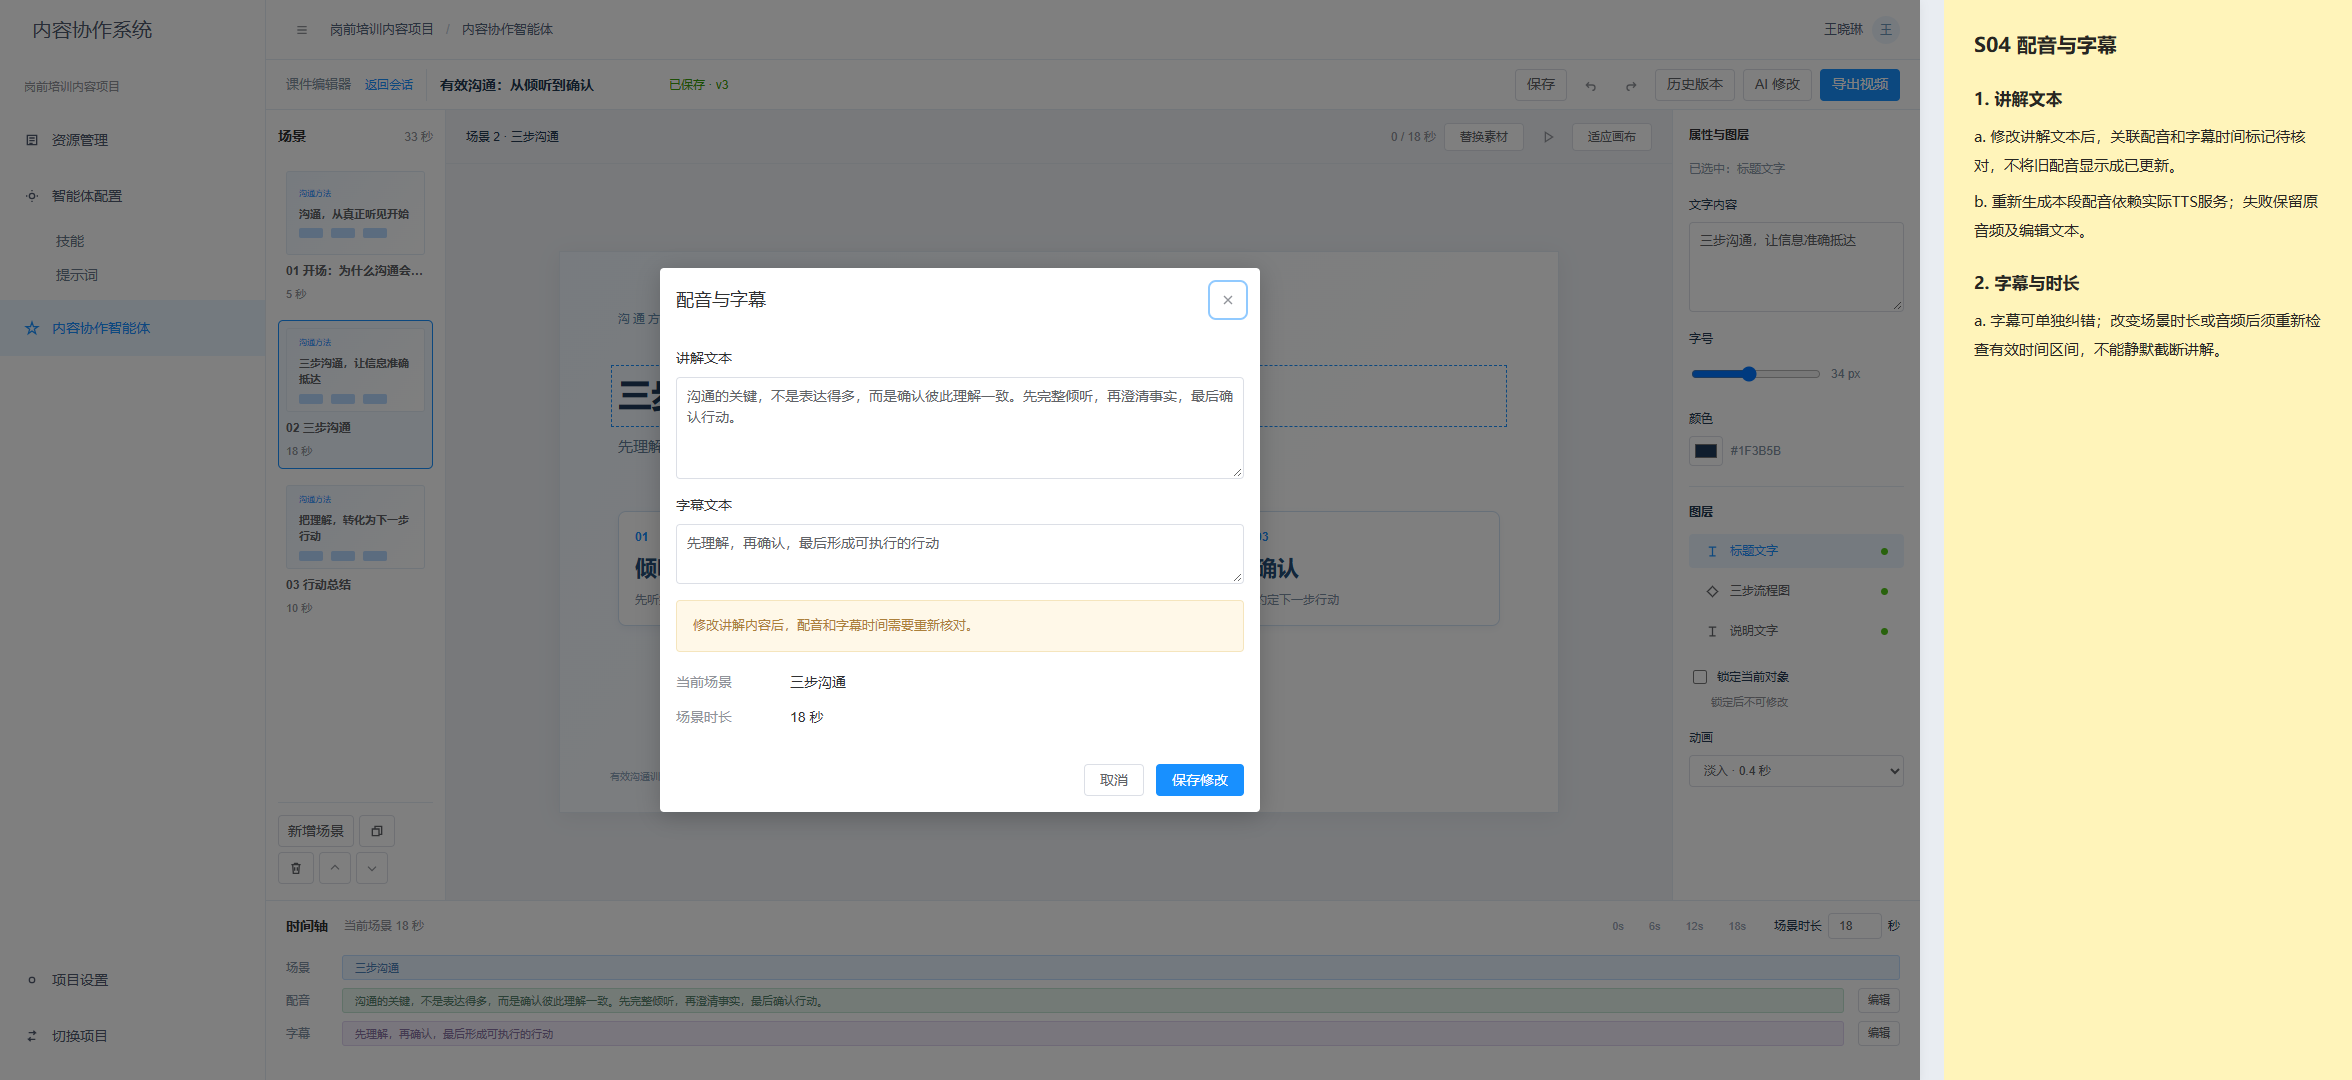 内容协作系统
岗前培训内容项目 / 内容协作智能体
王晓琳 王
岗前培训内容项目
资源管理
智能体配置
技能
提示词
内容协作智能体
项目设置
切换项目
课件编辑器 返回会话 有效沟通：从倾听到确认 已保存 · v3
保存 历史版本 AI 修改 导出视频
场景 33 秒
沟通方法
沟通，从真正听见开始
01 开场：为什么沟通会...
5 秒
沟通方法
三步沟通，让信息准确
抵达
02 三步沟通
18 秒
沟通方法
把理解，转化为下一步
行动
03 行动总结
10 秒
新增场景
场景 2 · 三步沟通 0 / 18 秒 替换素材 适应画布
沟通方
三
先理解
01
先听
03
确认
定下一步行动
有效沟通
配音与字幕
讲解文本
沟通的关键，不是表达得多，而是确认彼此理解一致。先完整倾听，再澄清事实，最后确
认行动。
字幕文本
先理解，再确认，最后形成可执行的行动
修改讲解内容后，配音和字幕时间需要重新核对。
当前场景 三步沟通
场景时长 18 秒
取消 保存修改
属性与图层
已选中：标题文字
文字内容
三步沟通，让信息准确抵达
字号
34 px
颜色
#1F3B5B
图层
标题文字
三步流程图
说明文字
锁定当前对象
锁定后不可修改
动画
淡入 · 0.4 秒
时间轴 当前场景 18 秒 0s 6s 12s 18s 场景时长 18 秒
场景 三步沟通
配音 沟通的关键，不是表达得多，而是确认彼此理解一致。先完整倾听，再澄清事实，最后确认行动。 编辑
字幕 先理解，再确认，最后形成可执行的行动 编辑
S04 配音与字幕
1. 讲解文本
a. 修改讲解文本后，关联配音和字幕时间标记待核
对，不将旧配音显示成已更新。
b. 重新生成本段配音依赖实际TTS服务；失败保留原
音频及编辑文本。
2. 字幕与时长
a. 字幕可单独纠错；改变场景时长或音频后须重新检
查有效时间区间，不能静默截断讲解。